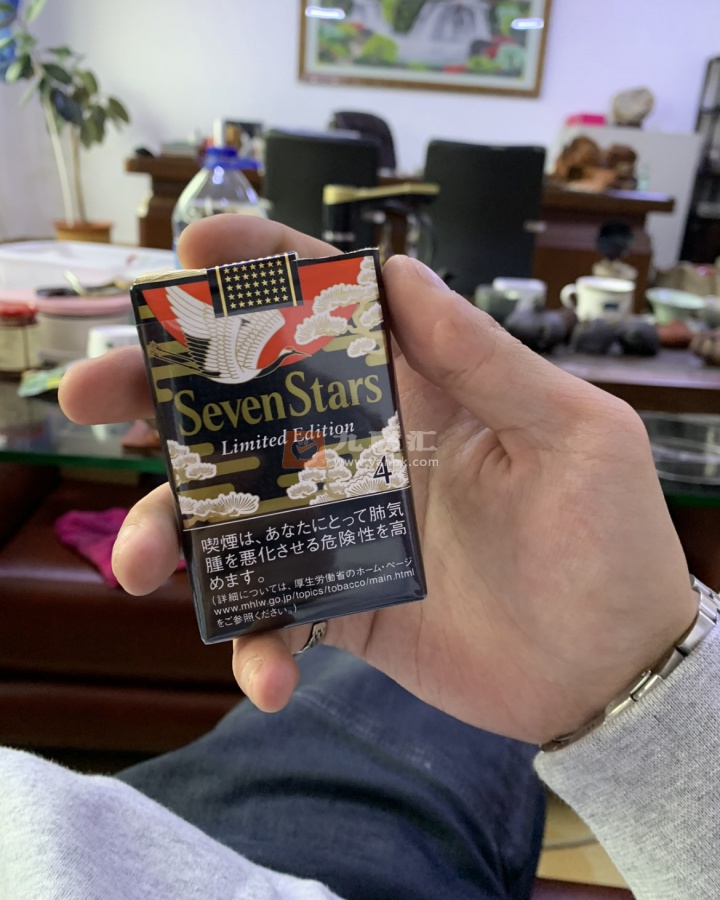 Seven Stars
Limited Edition
www.yanpk.com
4
喫煙は、あなたにとって肺気
腫を悪化させる危険性を高
めます。
(詳細については、厚生労働省のホーム・ページ
www.mhlw.go.jp/topics/tobacco/main.html
をご参照ください。)